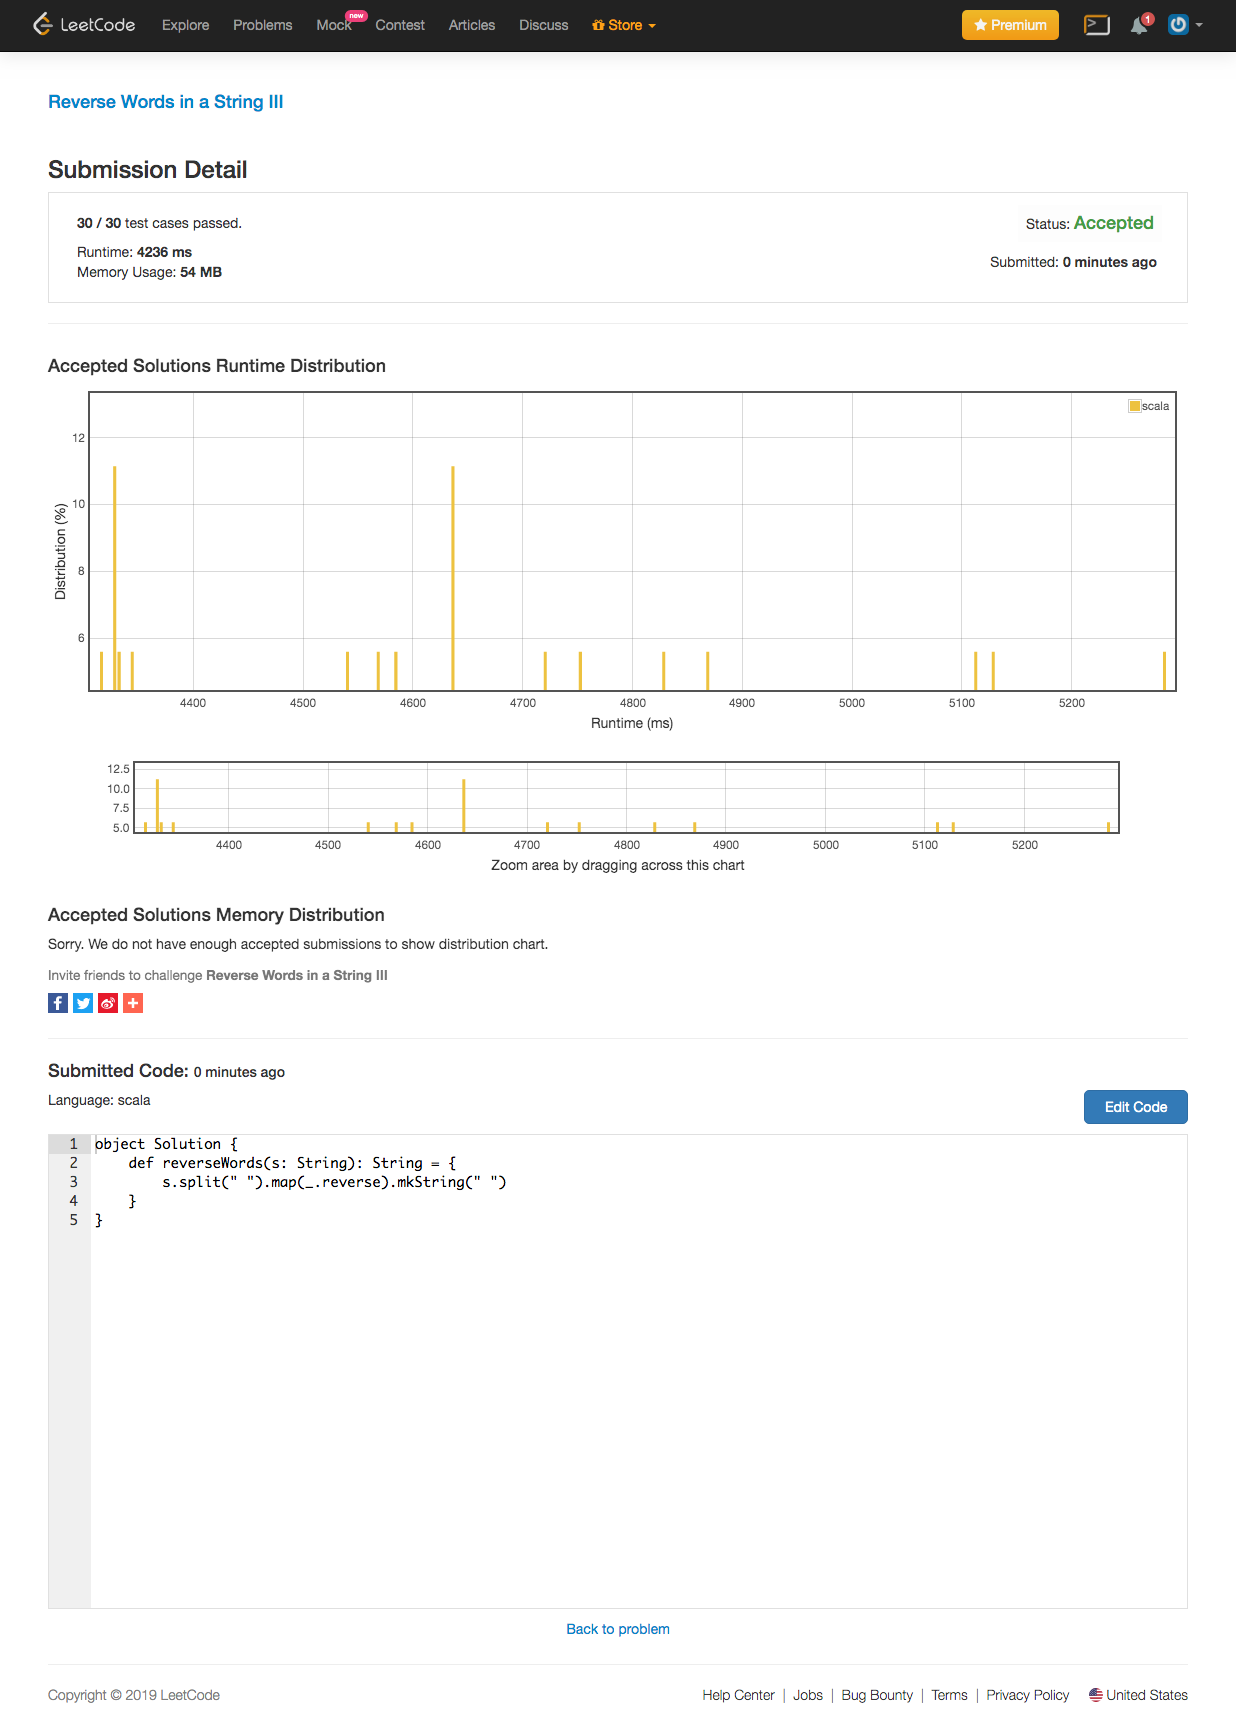 LeetCode Explore Problems Mock new Contest Articles Discuss Store Premium 1
Reverse Words in a String III
Submission Detail
30 / 30 test cases passed. Status: Accepted
Runtime: 4236 ms
Memory Usage: 54 MB Submitted: 0 minutes ago
Accepted Solutions Runtime Distribution
scala
12
10
8
6
Distribution (%)
4400 4500 4600 4700 4800 4900 5000 5100 5200
Runtime (ms)
12.5
10.0
7.5
5.0
4400 4500 4600 4700 4800 4900 5000 5100 5200
Zoom area by dragging across this chart
Accepted Solutions Memory Distribution
Sorry. We do not have enough accepted submissions to show distribution chart.
Invite friends to challenge Reverse Words in a String III
Submitted Code: 0 minutes ago
Language: scala Edit Code
1 object Solution {
2     def reverseWords(s: String): String = {
3         s.split(" ").map(_.reverse).mkString(" ")
4     }
5 }
Back to problem
Copyright © 2019 LeetCode Help Center | Jobs | Bug Bounty | Terms | Privacy Policy United States